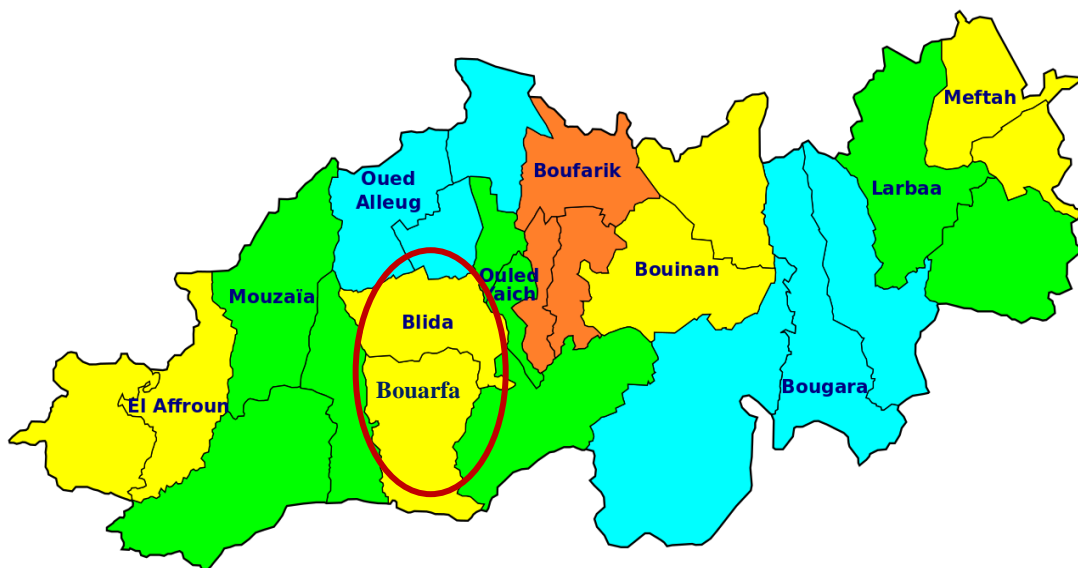 Meftah
Oued
Alleug
Boufarik
Larbaa
Mouzaïa
Ouled
Yaich
Bouinan
Blida
Bouarfa
El Affroun
Bougara